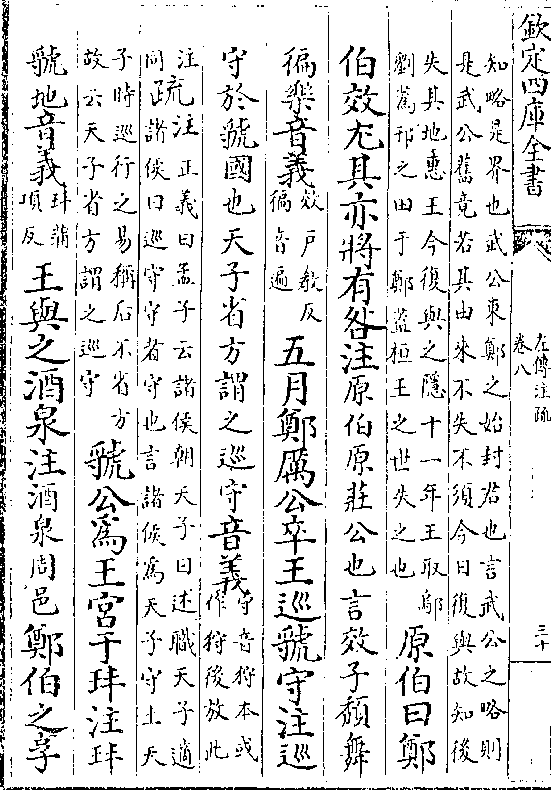 欽定四庫全書
左傳注疏
卷八
三十
知略是界也武公東鄭之始封君也言武公之略則
是武公舊竟若其由來不失不須今日復與故知後
失其地惠王今復與之隱十一年王取鄔
劉蒍邘之田于鄭蓋桓王之世失之也
原伯曰鄭
伯效尤其亦將有咎注原伯原莊公也言效子頽舞
徧樂音義效戶教反徧音遍五月鄭厲公卒王巡虢守注巡
守於虢國也天子省方謂之巡守音義守音狩本或作狩後放此
注同疏注正義曰孟子云諸侯朝天子曰述職天子適
諸侯曰巡守守者守也言諸侯爲天子守土天
子時巡行之易稱后不省方
故云天子省方謂之巡守
虢公爲王宮于玤注玤
虢地音義玤蒲項反王與之酒泉注酒泉周邑鄭伯之享